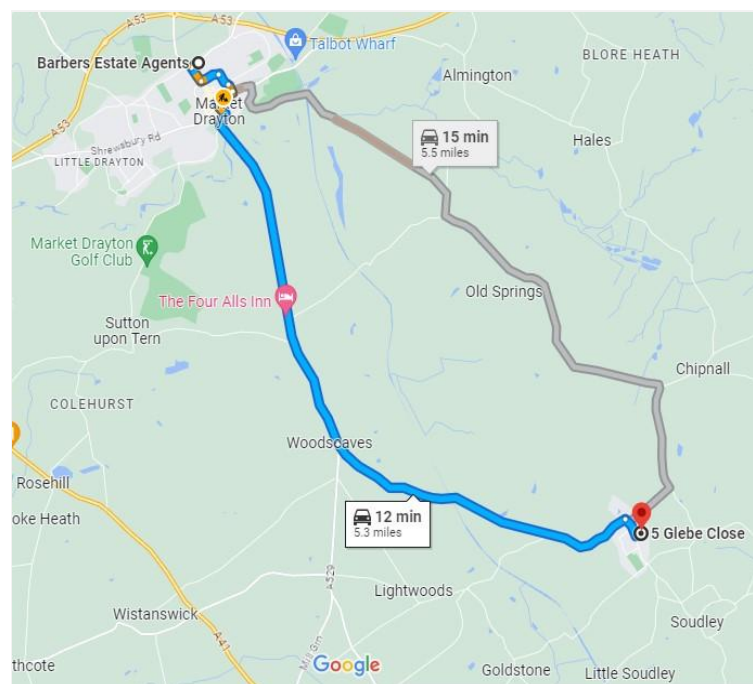 A53
A53
Talbot Wharf
BLORE HEATH
Barbers Estate Agents
Almington
Market
Drayton
15 min
5.5 miles
Shrewsbury Rd
Hales
LITTLE DRAYTON
A53
Market Drayton
Golf Club
The Four Alls Inn
Old Springs
Sutton
upon Tern
Chipnall
COLEHURST
Woodseaves
Rosehill
oke Heath
12 min
5.3 miles
5 Glebe Close
A529
Lightwoods
Wistanswick
A41
Soudley
Mill Grn
thcote
Google
Goldstone
Little Soudley